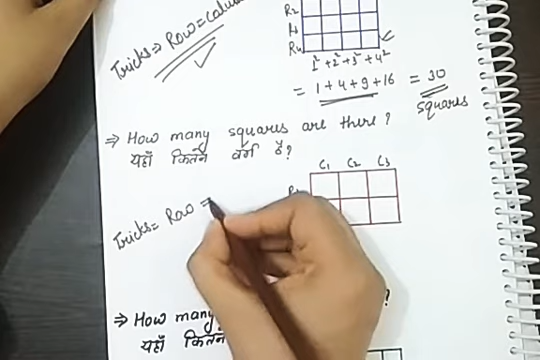 R₂
R₃
R₄
Tricks ⇒ Row = Column
1² + 2² + 3² + 4²
= 1 + 4 + 9 + 16 = 30
squares
⇒ How many squares are there?
यहाँ कितने वर्ग है?
C₁ C₂ C₃
Tricks = Row =
⇒ How many
यहाँ कितने
?